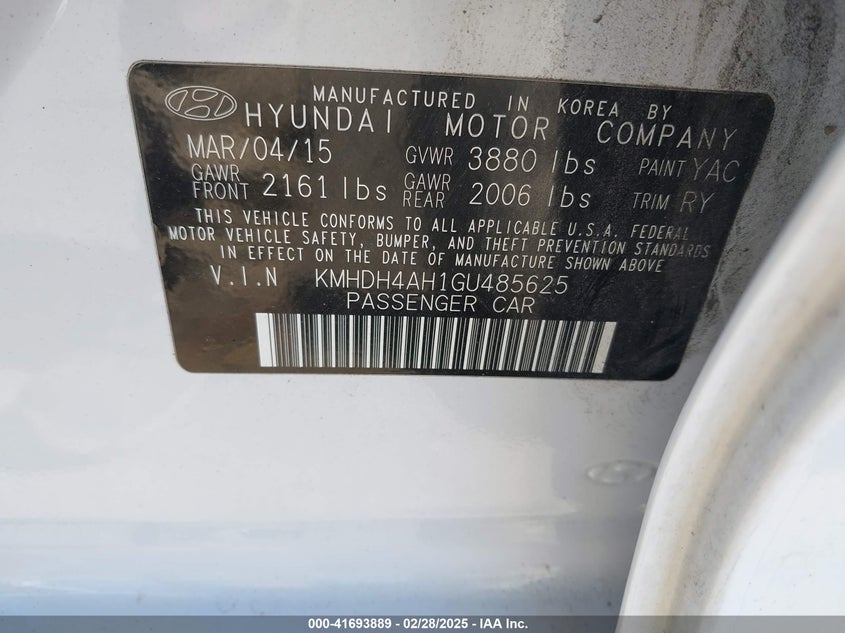 MANUFACTURED IN KOREA BY
HYUNDAI MOTOR COMPANY
MAR/04/15 GVWR 3880 lbs PAINT YAC
GAWR FRONT 2161 lbs GAWR REAR 2006 lbs TRIM RY
THIS VEHICLE CONFORMS TO ALL APPLICABLE U.S.A. FEDERAL
MOTOR VEHICLE SAFETY, BUMPER, AND THEFT PREVENTION STANDARDS
IN EFFECT ON THE DATE OF MANUFACTURE SHOWN ABOVE
V.I.N KMHDH4AH1GU485625
PASSENGER CAR
000-41693889 - 02/28/2025 - IAA Inc.